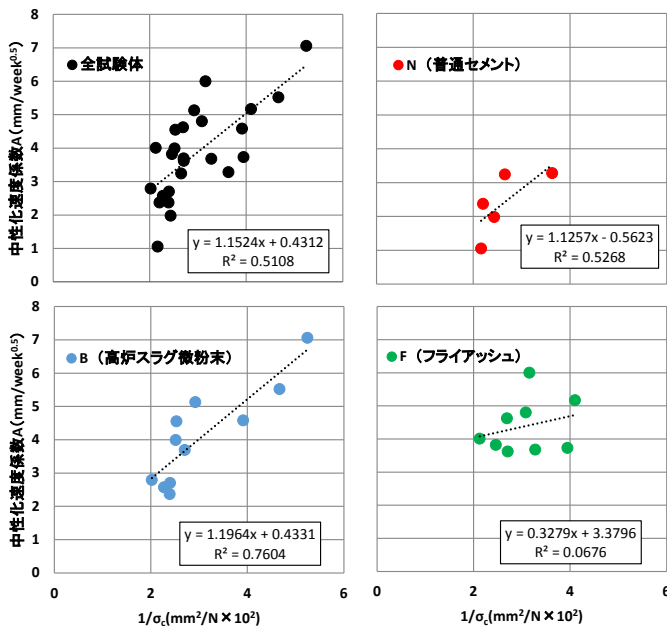 8
7
6
5
4
3
2
1
0
中性化速度係数A(mm/week^0.5)
全試験体
y = 1.1524x + 0.4312
R² = 0.5108
N （普通セメント）
y = 1.1257x - 0.5623
R² = 0.5268
8
7
6
5
4
3
2
1
0
中性化速度係数A(mm/week^0.5)
B （高炉スラグ微粉末）
y = 1.1964x + 0.4331
R² = 0.7604
0 2 4 6
1/σc(mm²/N×10²)
F （フライアッシュ）
y = 0.3279x + 3.3796
R² = 0.0676
0 2 4 6
1/σc(mm²/N×10²)